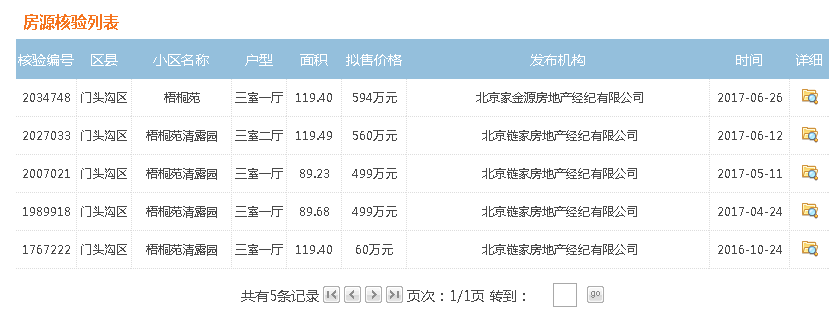 房源核验列表
核验编号 区县 小区名称 户型 面积 拟售价格 发布机构 时间 详细
2034748 门头沟区 梧桐苑 三室一厅 119.40 594万元 北京家金源房地产经纪有限公司 2017-06-26
2027033 门头沟区 梧桐苑清露园 三室二厅 119.49 560万元 北京链家房地产经纪有限公司 2017-06-12
2007021 门头沟区 梧桐苑清露园 三室一厅 89.23 499万元 北京链家房地产经纪有限公司 2017-05-11
1989918 门头沟区 梧桐苑清露园 三室一厅 89.68 499万元 北京链家房地产经纪有限公司 2017-04-24
1767222 门头沟区 梧桐苑清露园 三室一厅 119.40 60万元 北京链家房地产经纪有限公司 2016-10-24
共有5条记录 页次：1/1页 转到： go